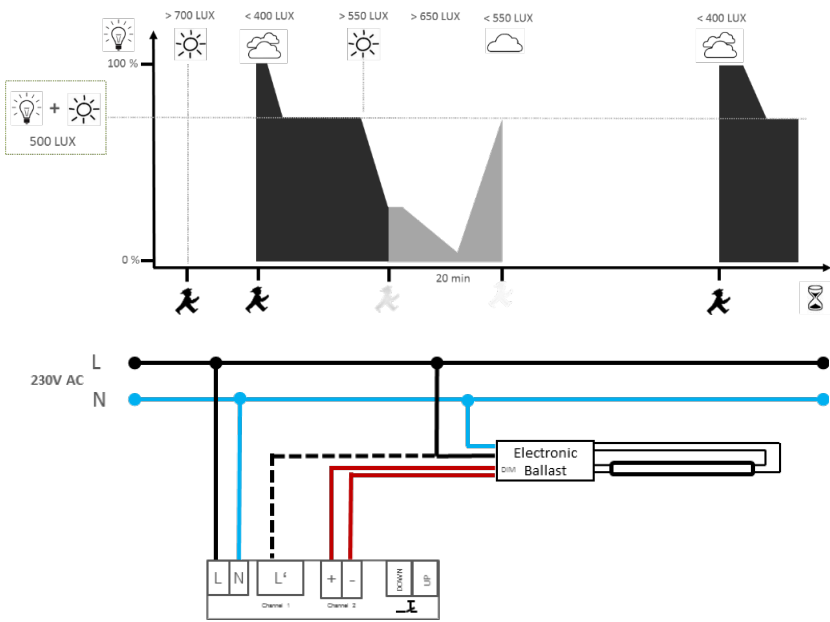 > 700 LUX
< 400 LUX
> 550 LUX
> 650 LUX
< 550 LUX
< 400 LUX
100 %
+
500 LUX
0 %
20 min
L
230V AC
N
Electronic
DIM Ballast
L N L' + - DOWN UP
Channel 1 Channel 2